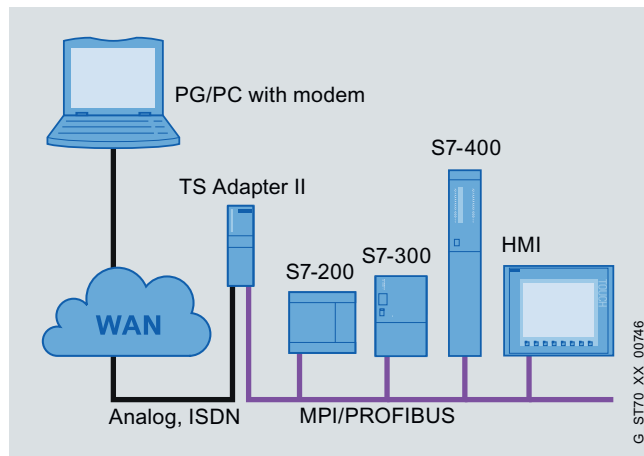 PG/PC with modem
S7-400
TS Adapter II
S7-300
HMI
S7-200
WAN
Analog, ISDN
MPI/PROFIBUS
G_ST70_XX_00746